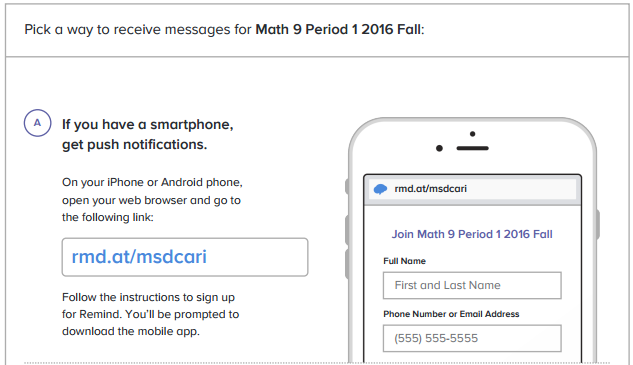 Pick a way to receive messages for Math 9 Period 1 2016 Fall:
A
If you have a smartphone,
get push notifications.
On your iPhone or Android phone,
open your web browser and go to
the following link:
rmd.at/msdcari
Follow the instructions to sign up
for Remind. You'll be prompted to
download the mobile app.
rmd.at/msdcari
Join Math 9 Period 1 2016 Fall
Full Name
First and Last Name
Phone Number or Email Address
(555) 555-5555